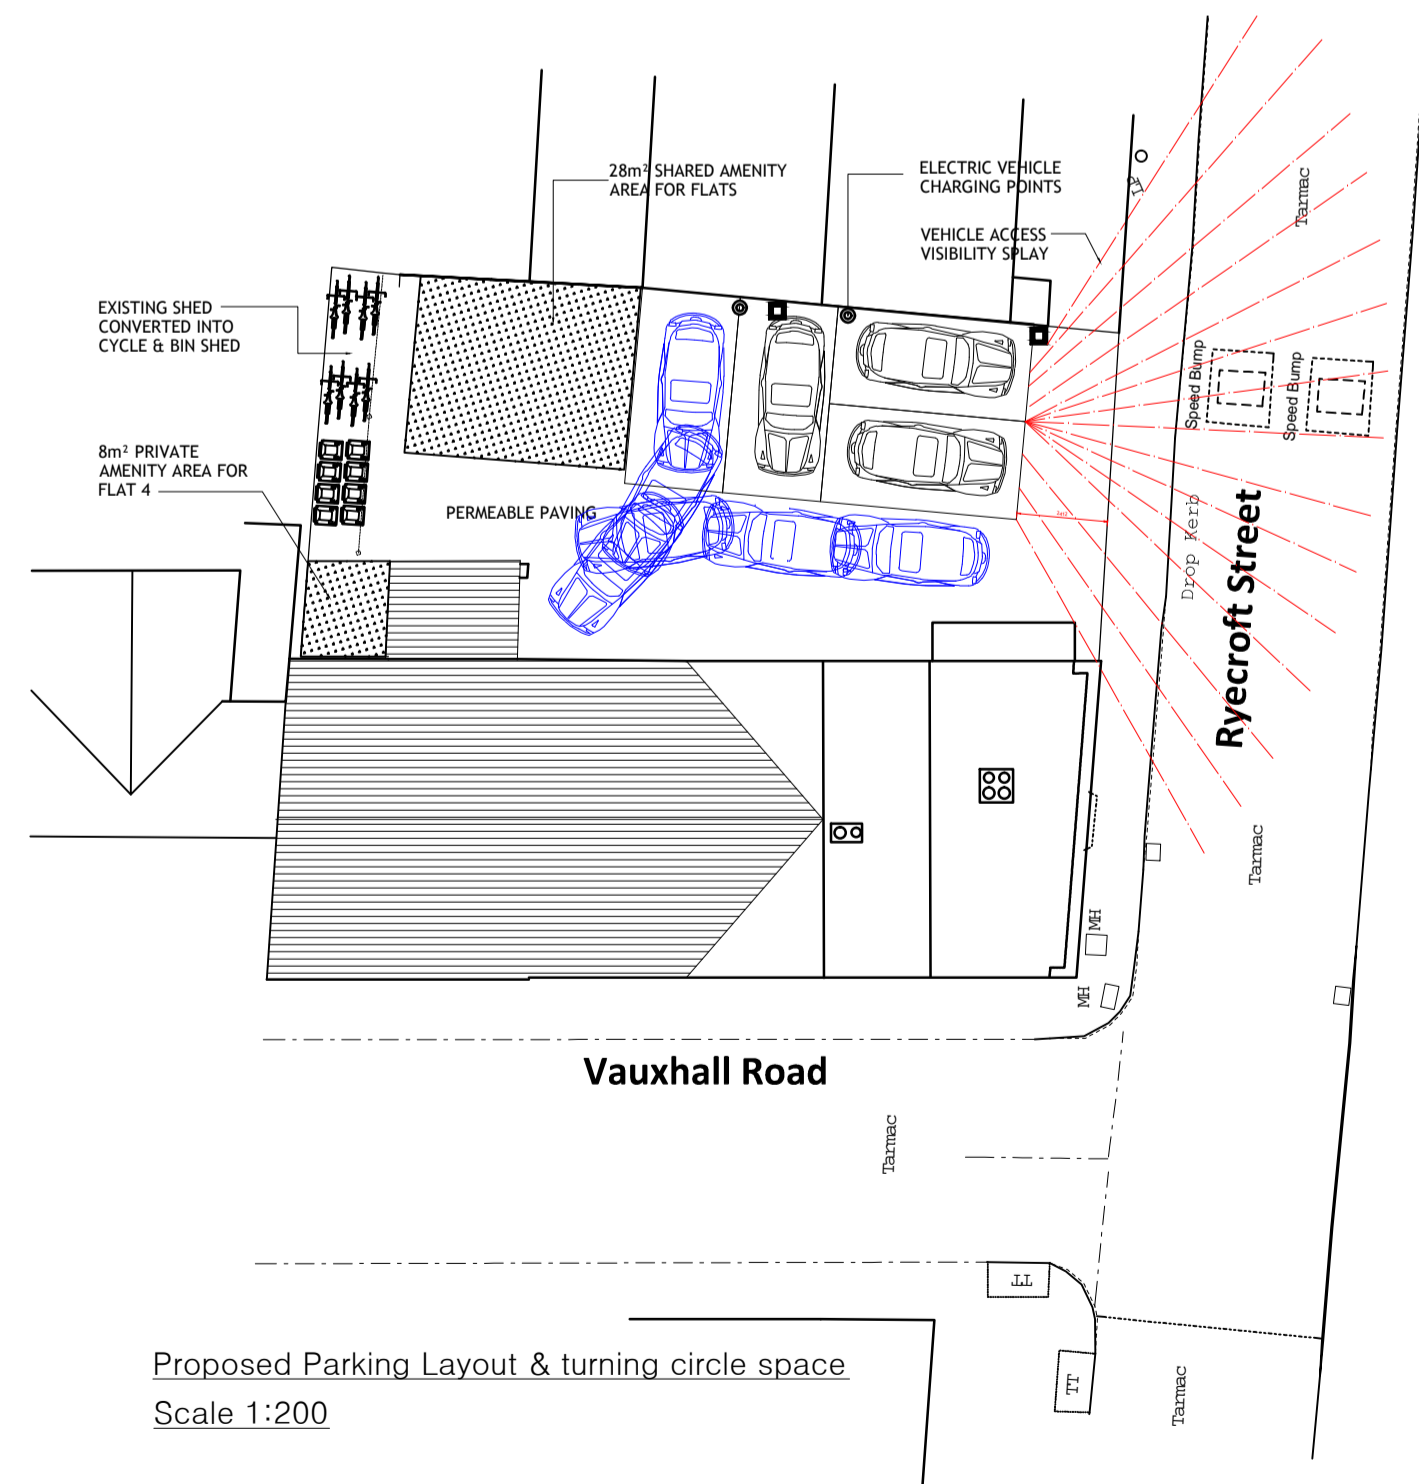 28m² SHARED AMENITY
AREA FOR FLATS
ELECTRIC VEHICLE
CHARGING POINTS
VEHICLE ACCESS
VISIBILITY SPLAY
LP
Tarmac
EXISTING SHED
CONVERTED INTO
CYCLE & BIN SHED
Speed Bump
Speed Bump
8m² PRIVATE
AMENITY AREA FOR
FLAT 4
PERMEABLE PAVING
Drop Kerb
Ryecroft Street
Tarmac
MH
MH
Vauxhall Road
Tarmac
TT
TT
Tarmac
Proposed Parking Layout & turning circle space
Scale 1:200